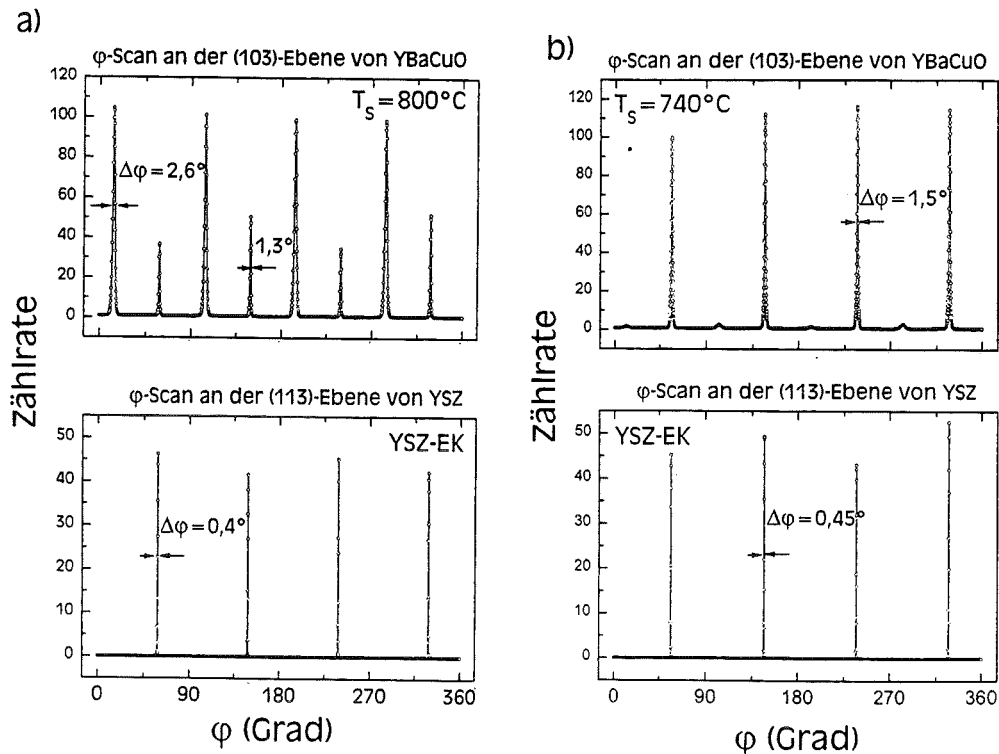 a)
φ-Scan an der (103)-Ebene von YBaCuO
T_S = 800°C
120
100
80
60
40
20
0
Δφ = 2,6°
1,3°
Zählrate
φ-Scan an der (113)-Ebene von YSZ
YSZ-EK
50
40
30
20
10
0
Δφ = 0,4°
0 90 180 270 360
φ (Grad)
b)
φ-Scan an der (103)-Ebene von YBaCuO
T_S = 740°C
120
100
80
60
40
20
0
Δφ = 1,5°
Zählrate
φ-Scan an der (113)-Ebene von YSZ
YSZ-EK
50
40
30
20
10
0
Δφ = 0,45°
0 90 180 270 360
φ (Grad)